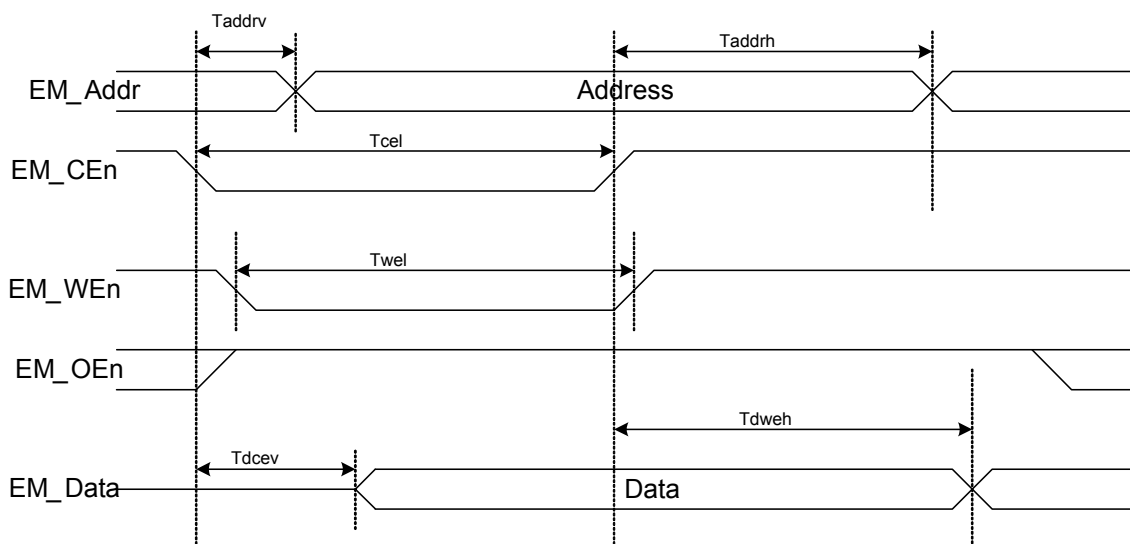 Taddrv
Taddrh
EM_Addr
Address
Tcel
EM_CEn
Twel
EM_WEn
EM_OEn
Tdweh
Tdcev
EM_Data
Data